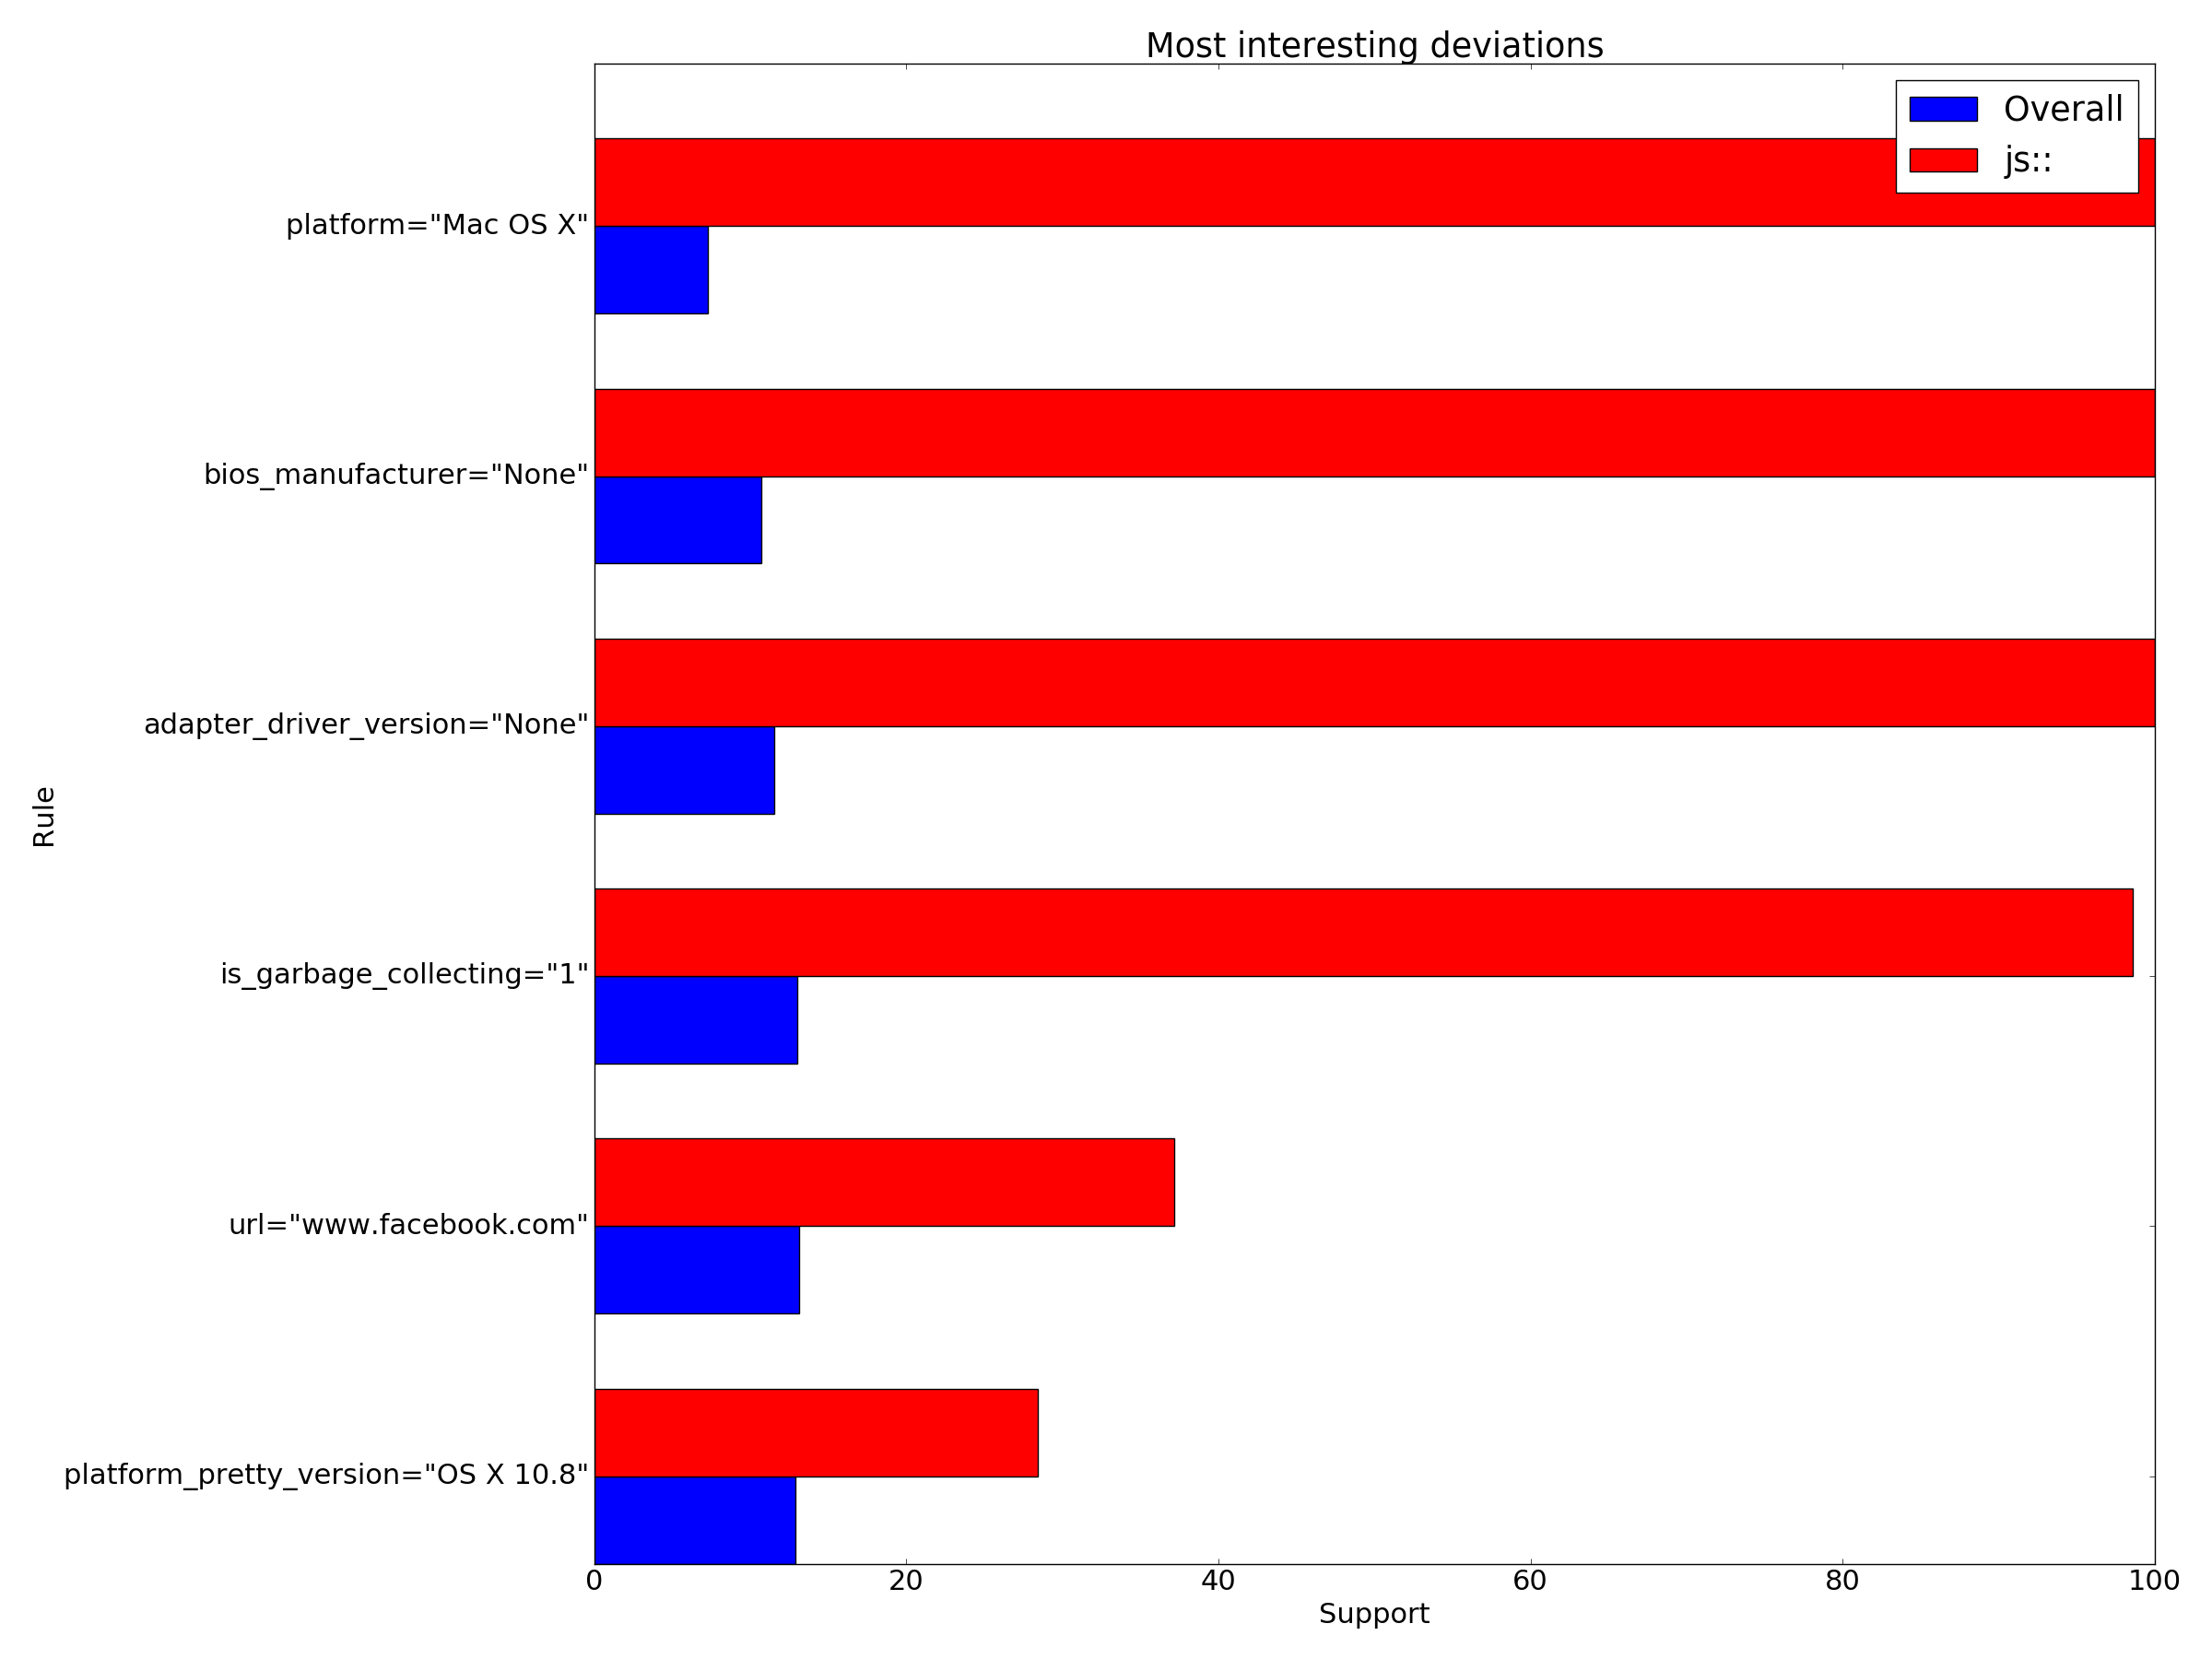 Most interesting deviations
Overall
js::
platform="Mac OS X"
bios_manufacturer="None"
adapter_driver_version="None"
is_garbage_collecting="1"
url="www.facebook.com"
platform_pretty_version="OS X 10.8"
Rule
0 20 40 60 80 100
Support